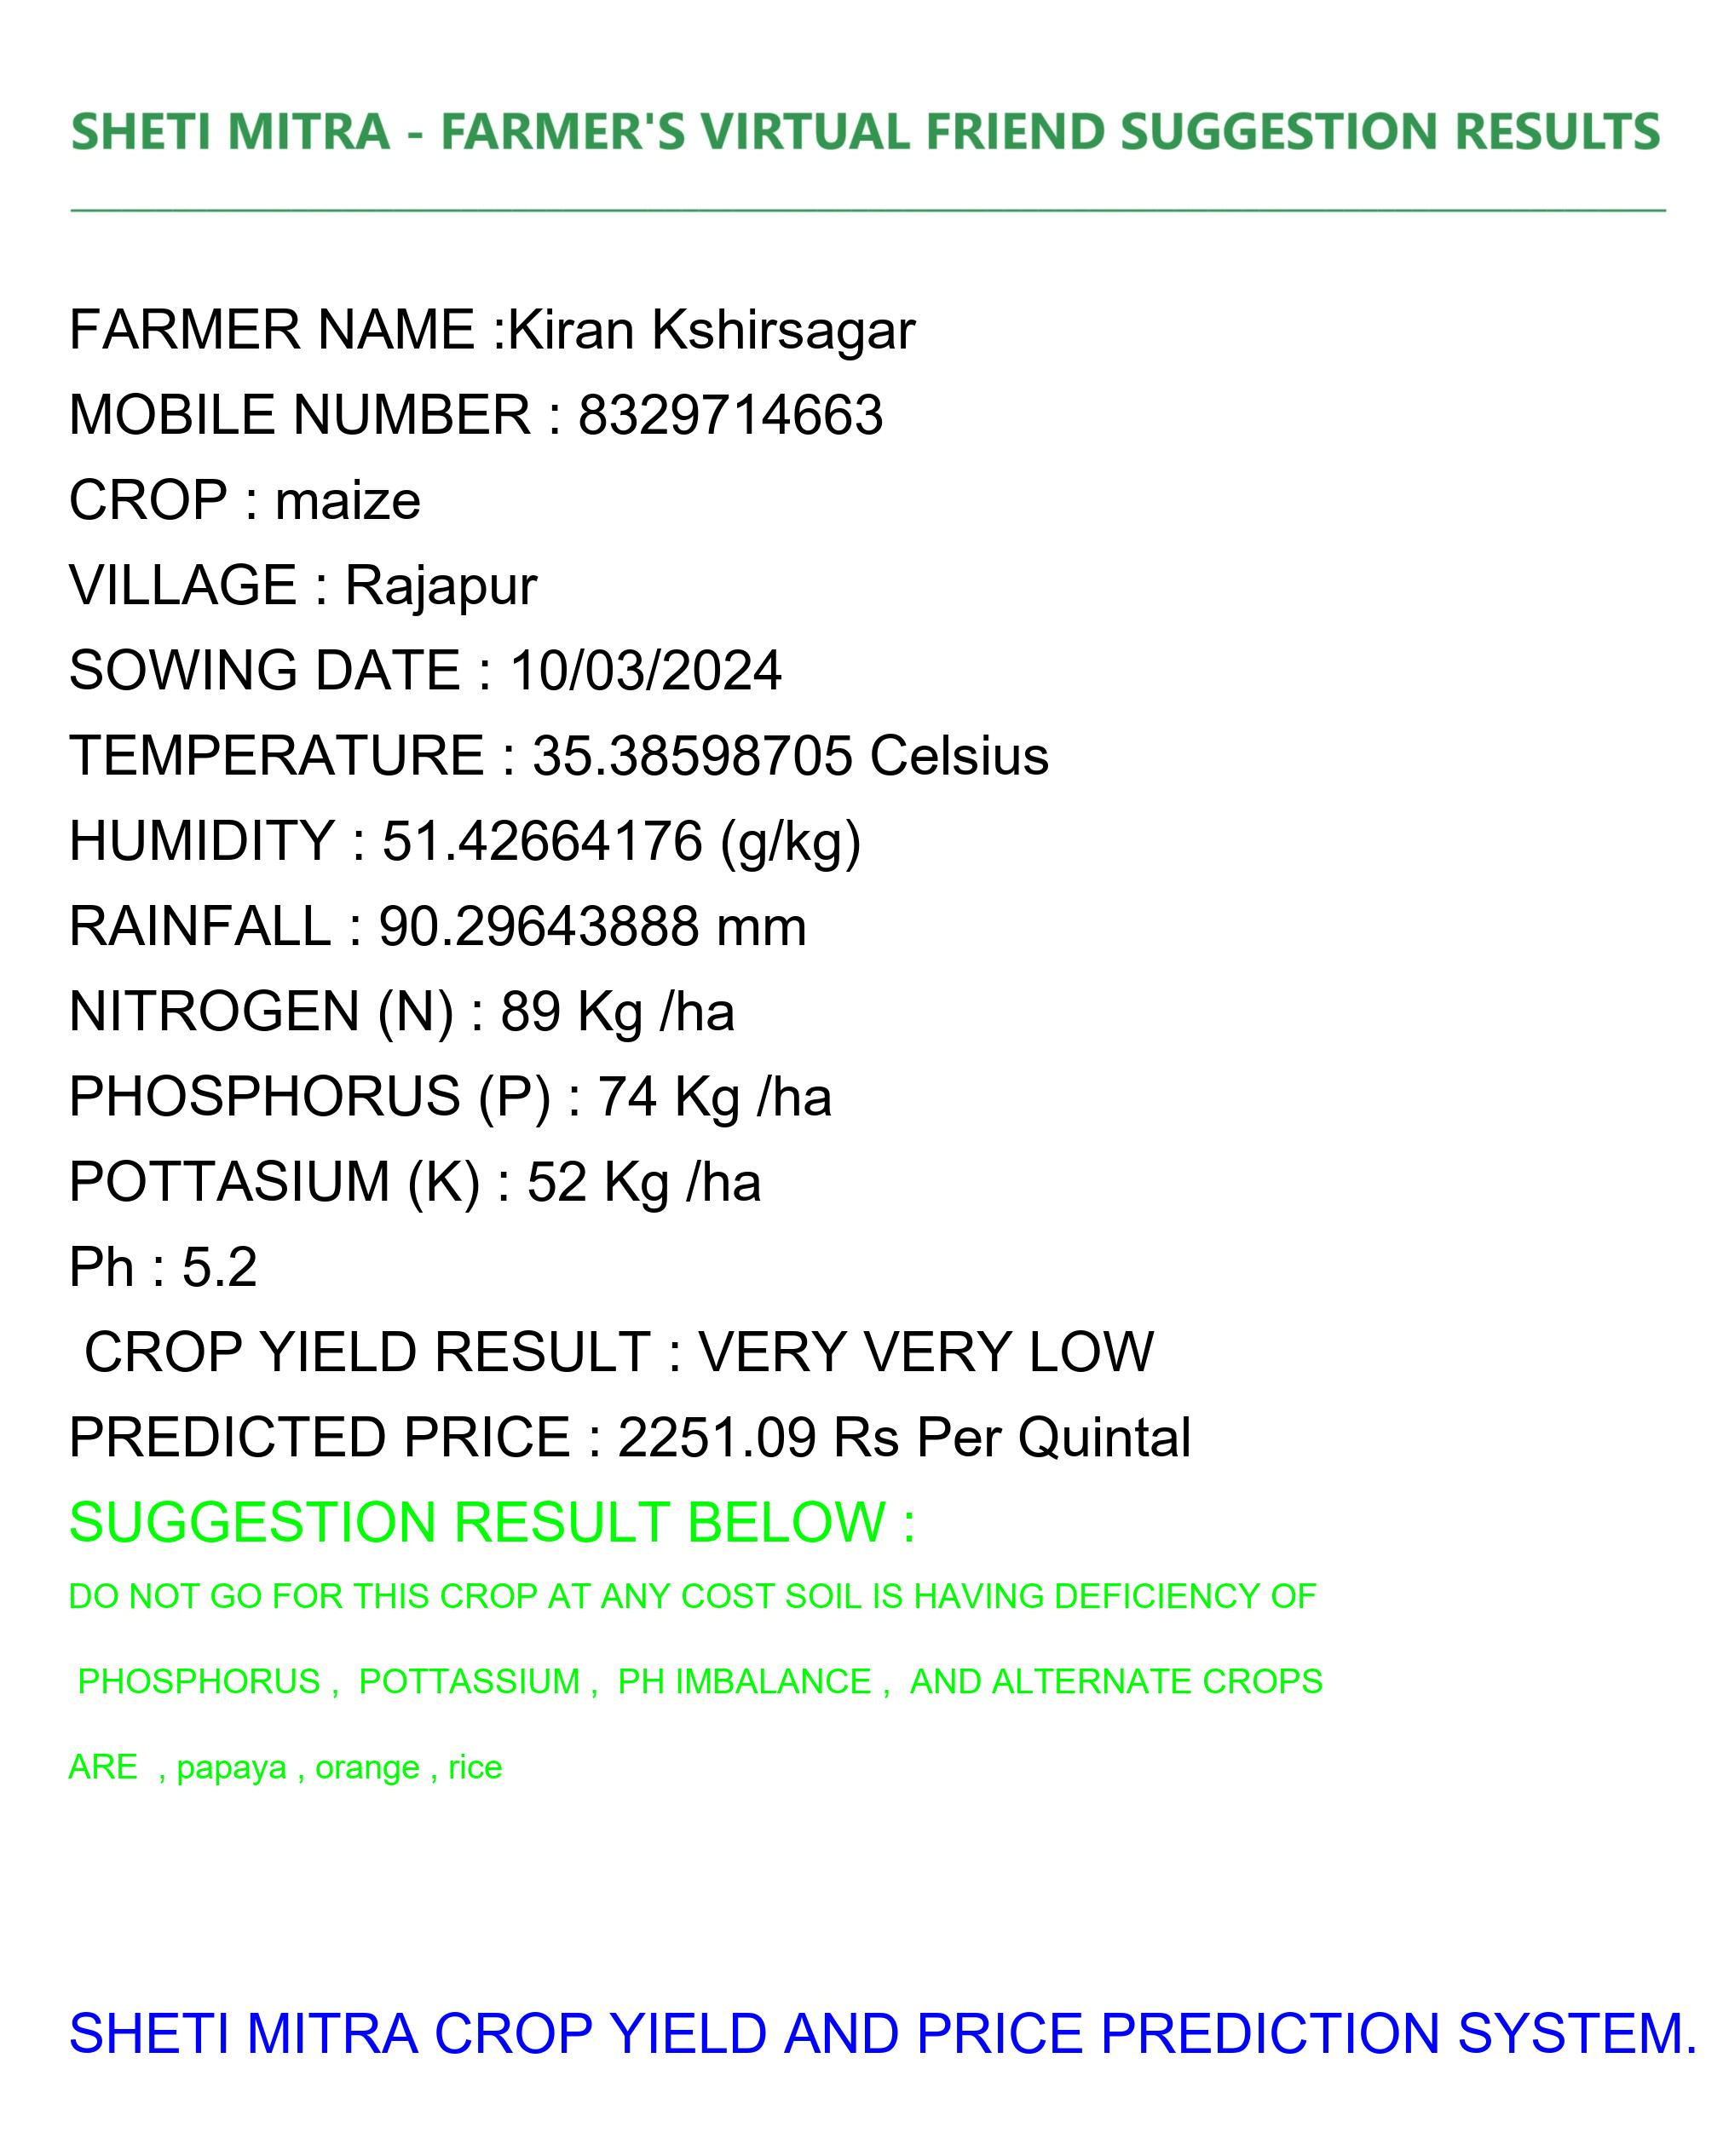 SHETI MITRA - FARMER'S VIRTUAL FRIEND SUGGESTION RESULTS
FARMER NAME :Kiran Kshirsagar
MOBILE NUMBER : 8329714663
CROP : maize
VILLAGE : Rajapur
SOWING DATE : 10/03/2024
TEMPERATURE : 35.38598705 Celsius
HUMIDITY : 51.42664176 (g/kg)
RAINFALL : 90.29643888 mm
NITROGEN (N) : 89 Kg /ha
PHOSPHORUS (P) : 74 Kg /ha
POTTASIUM (K) : 52 Kg /ha
Ph : 5.2
CROP YIELD RESULT : VERY VERY LOW
PREDICTED PRICE : 2251.09 Rs Per Quintal
SUGGESTION RESULT BELOW :
DO NOT GO FOR THIS CROP AT ANY COST SOIL IS HAVING DEFICIENCY OF
PHOSPHORUS ,  POTTASSIUM ,  PH IMBALANCE ,  AND ALTERNATE CROPS
ARE  , papaya , orange , rice
SHETI MITRA CROP YIELD AND PRICE PREDICTION SYSTEM.